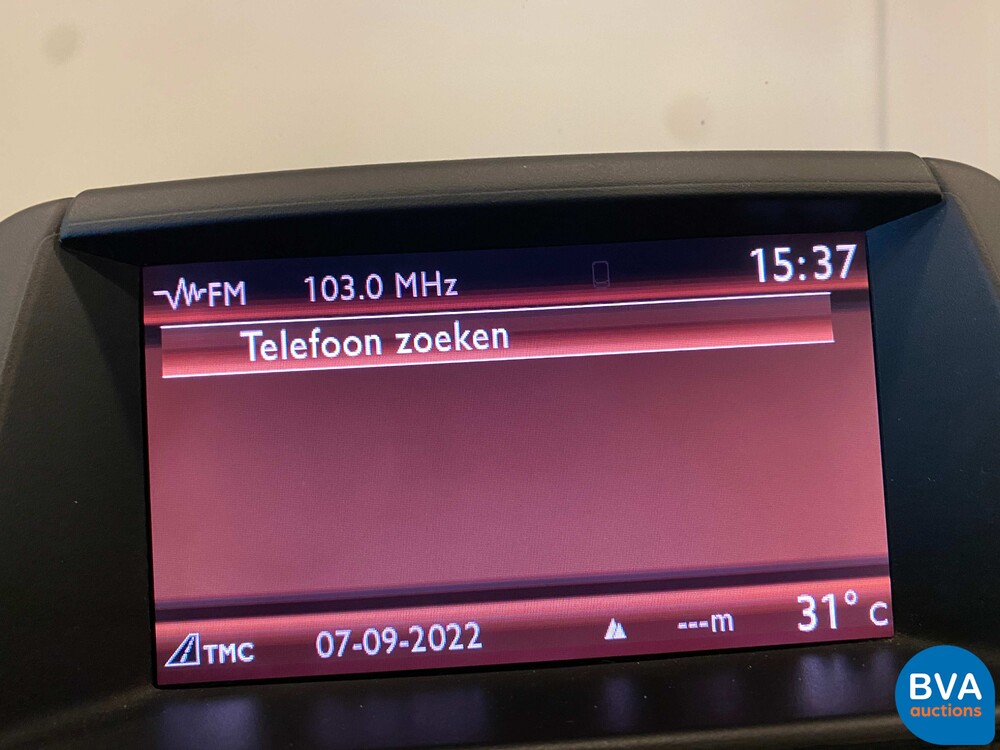 FM 103.0 MHz 15:37
Telefoon zoeken
TMC 07-09-2022 ---m 31° C
BVA
auctions